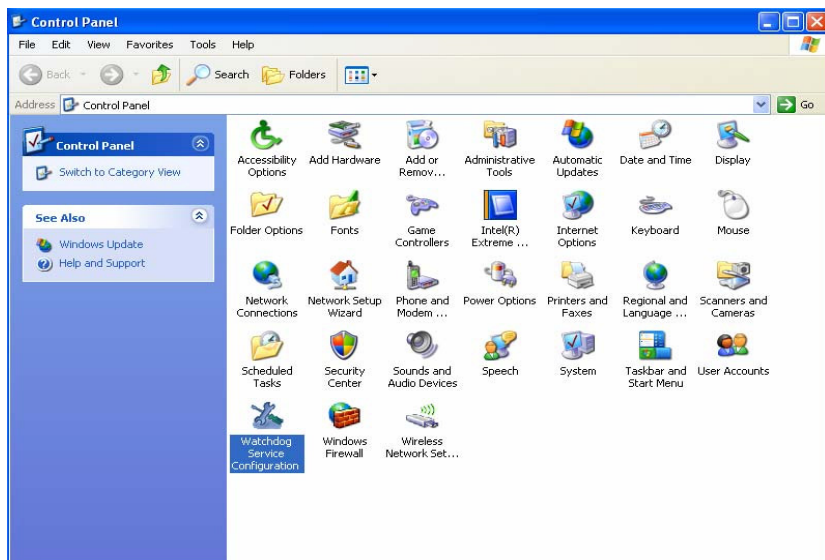 Control Panel
File Edit View Favorites Tools Help
Back Search Folders
Address Control Panel Go
Control Panel
Switch to Category View
See Also
Windows Update
Help and Support
Accessibility Options
Add Hardware
Add or Remov...
Administrative Tools
Automatic Updates
Date and Time
Display
Folder Options
Fonts
Game Controllers
Intel(R) Extreme ...
Internet Options
Keyboard
Mouse
Network Connections
Network Setup Wizard
Phone and Modem ...
Power Options
Printers and Faxes
Regional and Language ...
Scanners and Cameras
Scheduled Tasks
Security Center
Sounds and Audio Devices
Speech
System
Taskbar and Start Menu
User Accounts
Watchdog Service Configuration
Windows Firewall
Wireless Network Set...